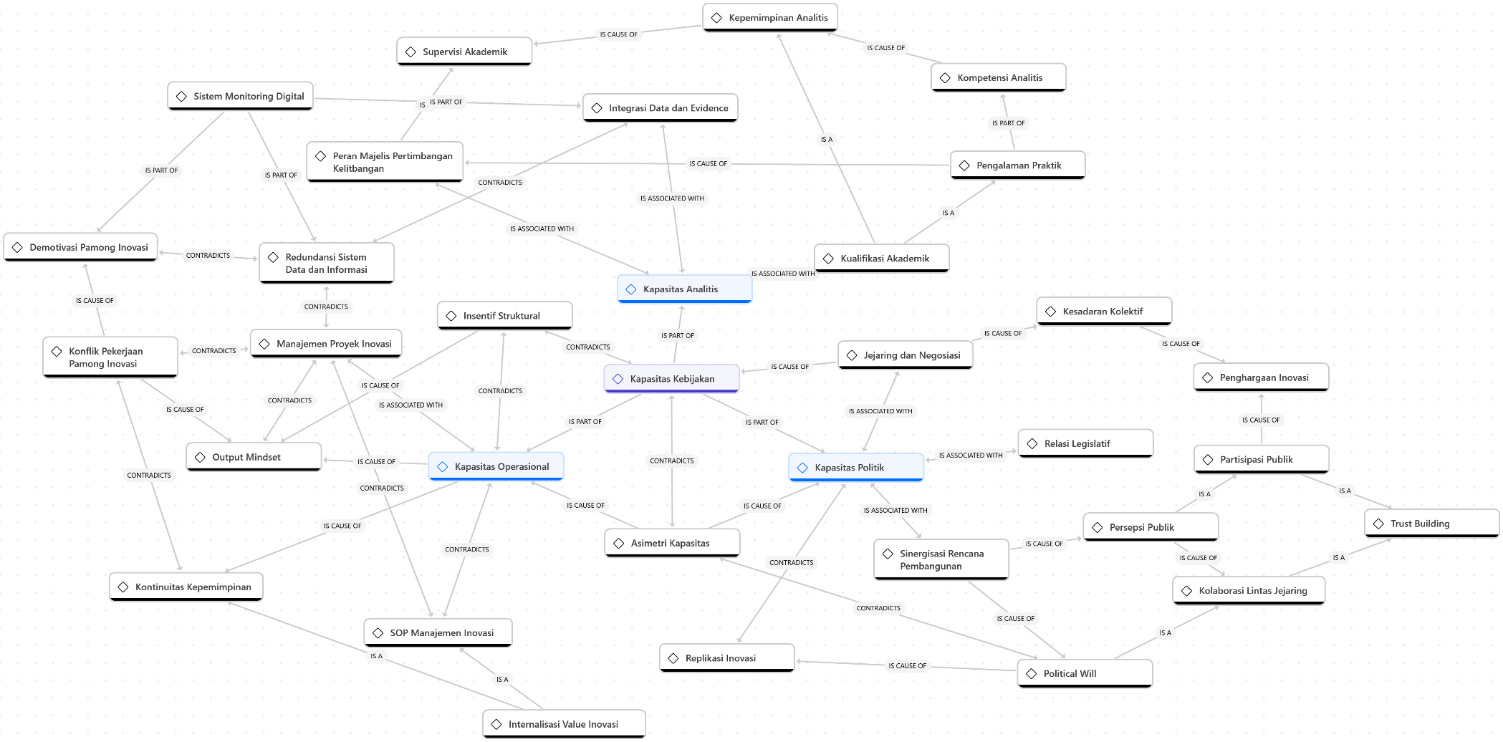 Kepemimpinan Analitis
IS CAUSE OF
Supervisi Akademik
IS CAUSE OF
Kompetensi Analitis
Sistem Monitoring Digital
IS
IS PART OF
Integrasi Data dan Evidence
IS PART OF
IS A
Peran Majelis Pertimbangan
Kelitbangan
IS CAUSE OF
Pengalaman Praktik
IS PART OF
IS PART OF
CONTRADICTS
IS ASSOCIATED WITH
IS A
IS ASSOCIATED WITH
Demotivasi Pamong Inovasi
CONTRADICTS
Redundansi Sistem
Data dan Informasi
Kualifikasi Akademik
IS ASSOCIATED WITH
Kapasitas Analitis
IS CAUSE OF
CONTRADICTS
Insentif Struktural
Kesadaran Kolektif
IS PART OF
IS CAUSE OF
Konflik Pekerjaan
Pamong Inovasi
CONTRADICTS
Manajemen Proyek Inovasi
CONTRADICTS
Jejaring dan Negosiasi
IS CAUSE OF
IS CAUSE OF
Kapasitas Kebijakan
Penghargaan Inovasi
IS CAUSE OF
CONTRADICTS
CONTRADICTS
IS ASSOCIATED WITH
IS CAUSE OF
IS ASSOCIATED WITH
IS PART OF
IS PART OF
IS CAUSE OF
Relasi Legislatif
Output Mindset
IS CAUSE OF
Kapasitas Operasional
CONTRADICTS
Kapasitas Politik
IS ASSOCIATED WITH
Partisipasi Publik
CONTRADICTS
CONTRADICTS
IS A
IS A
IS CAUSE OF
IS CAUSE OF
IS CAUSE OF
IS ASSOCIATED WITH
Persepsi Publik
Trust Building
CONTRADICTS
Asimetri Kapasitas
Sinergisasi Rencana
Pembangunan
IS CAUSE OF
IS CAUSE OF
IS A
CONTRADICTS
Kontinuitas Kepemimpinan
Kolaborasi Lintas Jejaring
CONTRADICTS
IS CAUSE OF
SOP Manajemen Inovasi
IS A
IS A
Replikasi Inovasi
IS CAUSE OF
Political Will
IS A
Internalisasi Value Inovasi